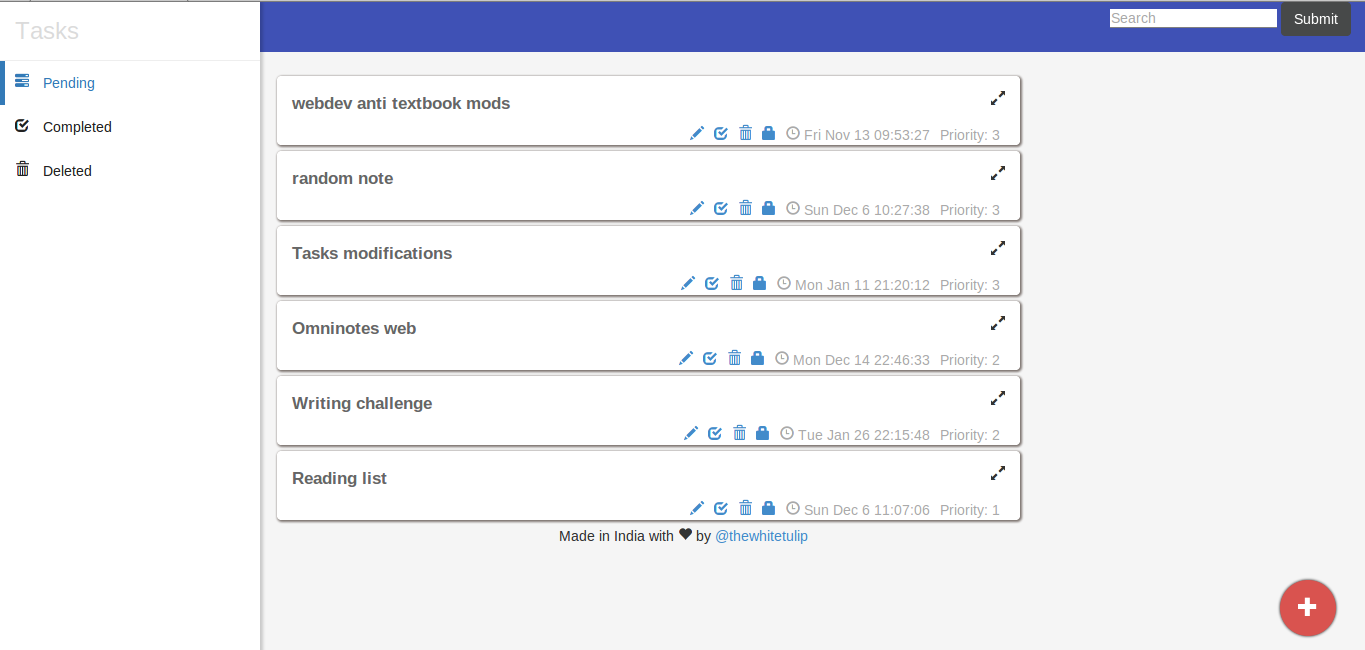 Tasks
Search
Submit
Pending
Completed
Deleted
webdev anti textbook mods
Fri Nov 13 09:53:27 Priority: 3
random note
Sun Dec 6 10:27:38 Priority: 3
Tasks modifications
Mon Jan 11 21:20:12 Priority: 3
Omninotes web
Mon Dec 14 22:46:33 Priority: 2
Writing challenge
Tue Jan 26 22:15:48 Priority: 2
Reading list
Sun Dec 6 11:07:06 Priority: 1
Made in India with ♥ by @thewhitetulip